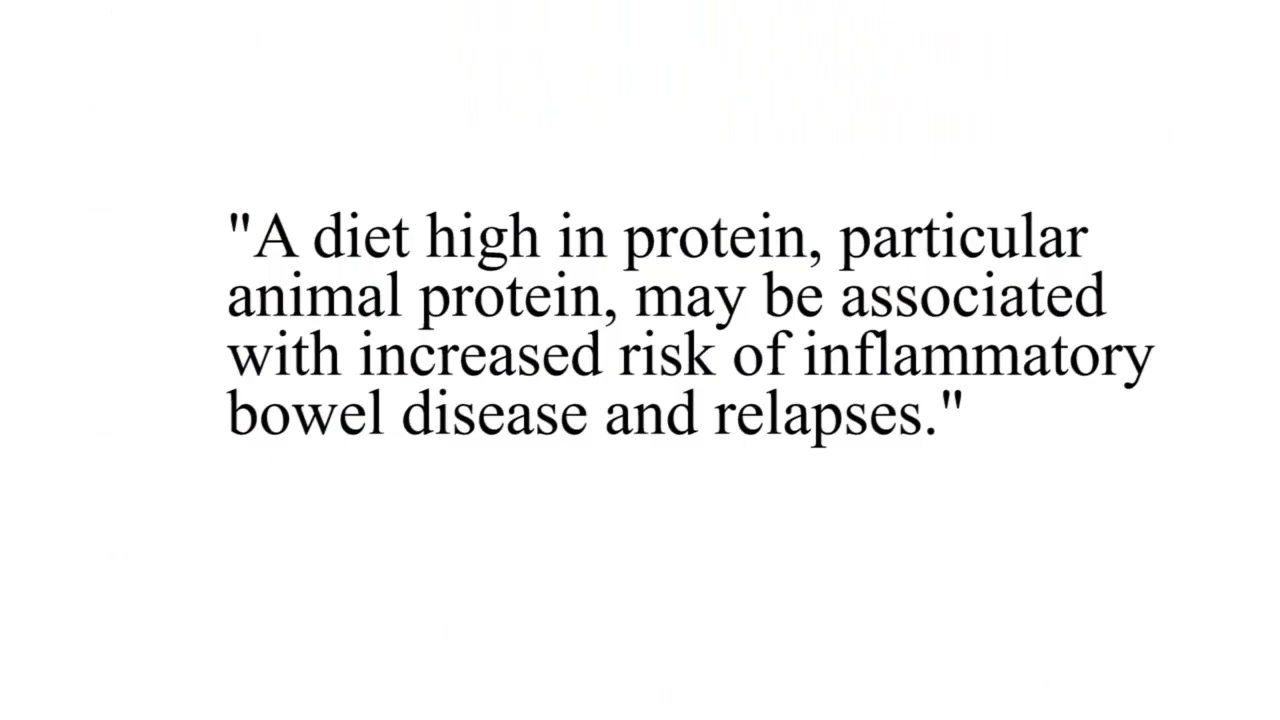 "A diet high in protein, particular
animal protein, may be associated
with increased risk of inflammatory
bowel disease and relapses."